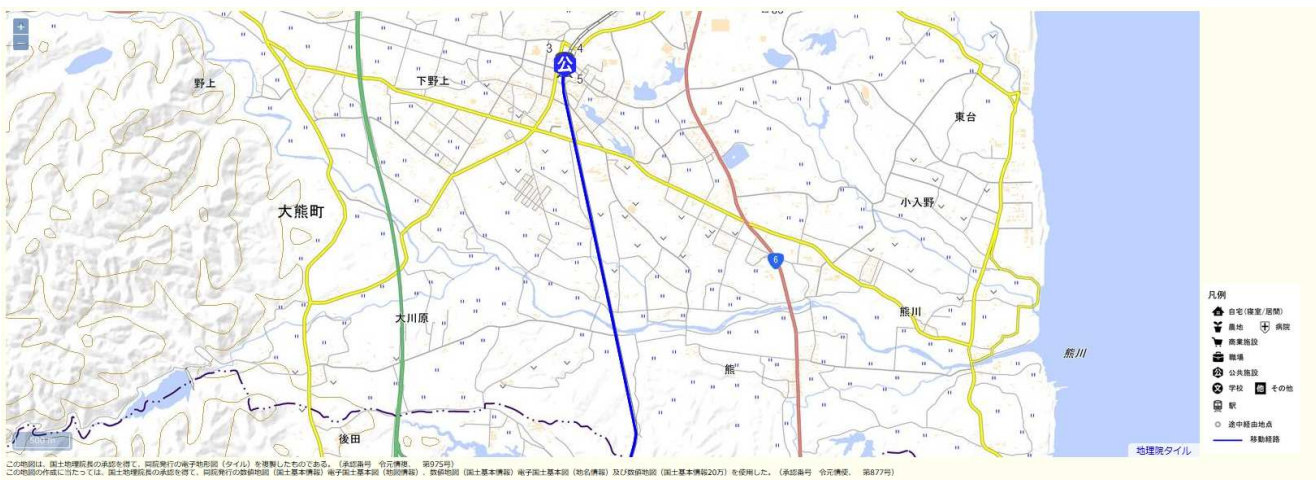 +
−
3 4
公
5
野上
下野上
東台
小入野
大熊町
6
大川原
熊川
熊川
熊
後田
500 m
地理院タイル
凡例
自宅(寝室/居間)
農地 病院
商業施設
職場
公共施設
学校 他 その他
駅
途中経由地点
移動経路
この地図は、国土地理院長の承認を得て、同院発行の電子地形図(タイル)を複製したものである。(承認番号 令元情複、 第975号)
この地図の作成に当たっては、国土地理院長の承認を得て、同院発行の数値地図(国土基本情報)電子国土基本図(地図情報)、数値地図(国土基本情報)電子国土基本図(地名情報)及び数値地図(国土基本情報20万)を使用した。(承認番号 令元情使、 第877号)